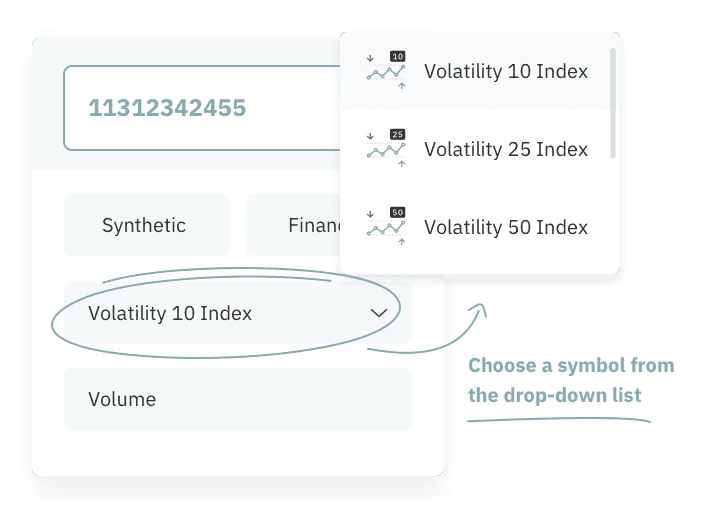 11312342455
Synthetic
Financ
Volatility 10 Index
Volume
10
Volatility 10 Index
25
Volatility 25 Index
50
Volatility 50 Index
Choose a symbol from
the drop-down list